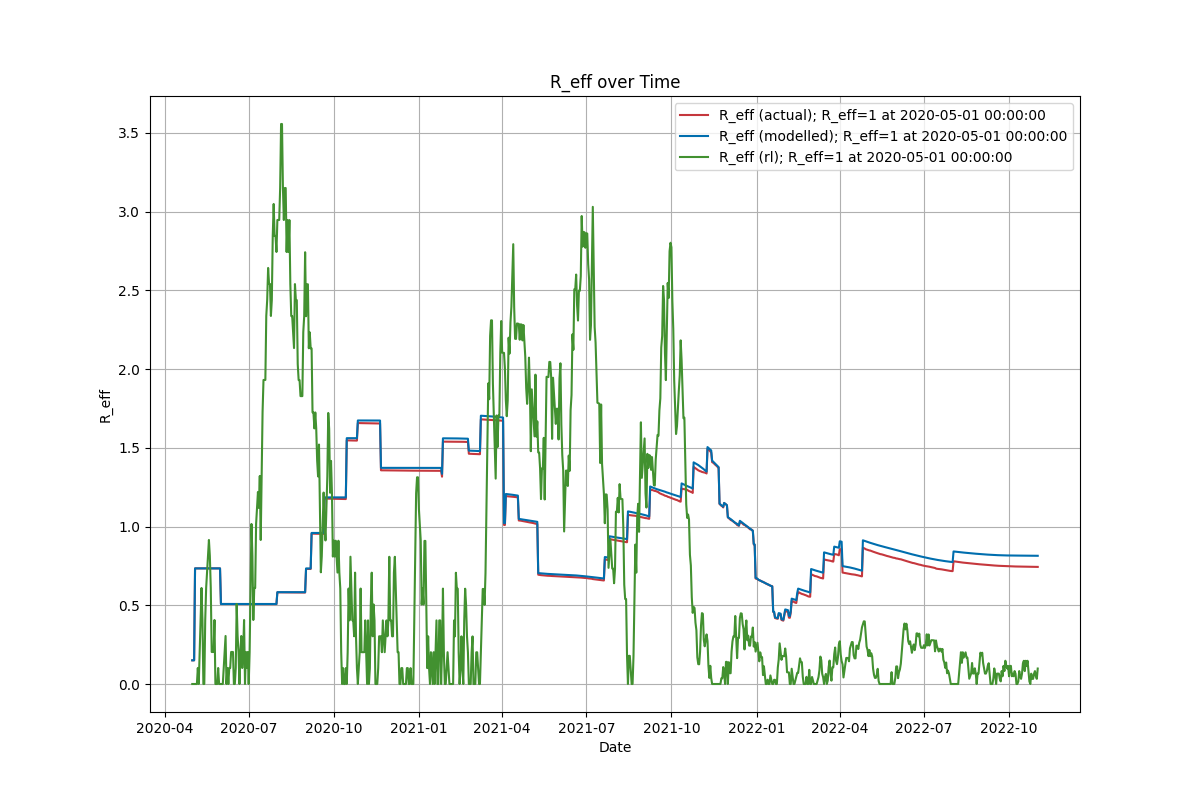 R_eff over Time
R_eff (actual); R_eff=1 at 2020-05-01 00:00:00
R_eff (modelled); R_eff=1 at 2020-05-01 00:00:00
R_eff (rl); R_eff=1 at 2020-05-01 00:00:00
3.5
3.0
2.5
2.0
1.5
1.0
0.5
0.0
R_eff
2020-04 2020-07 2020-10 2021-01 2021-04 2021-07 2021-10 2022-01 2022-04 2022-07 2022-10
Date